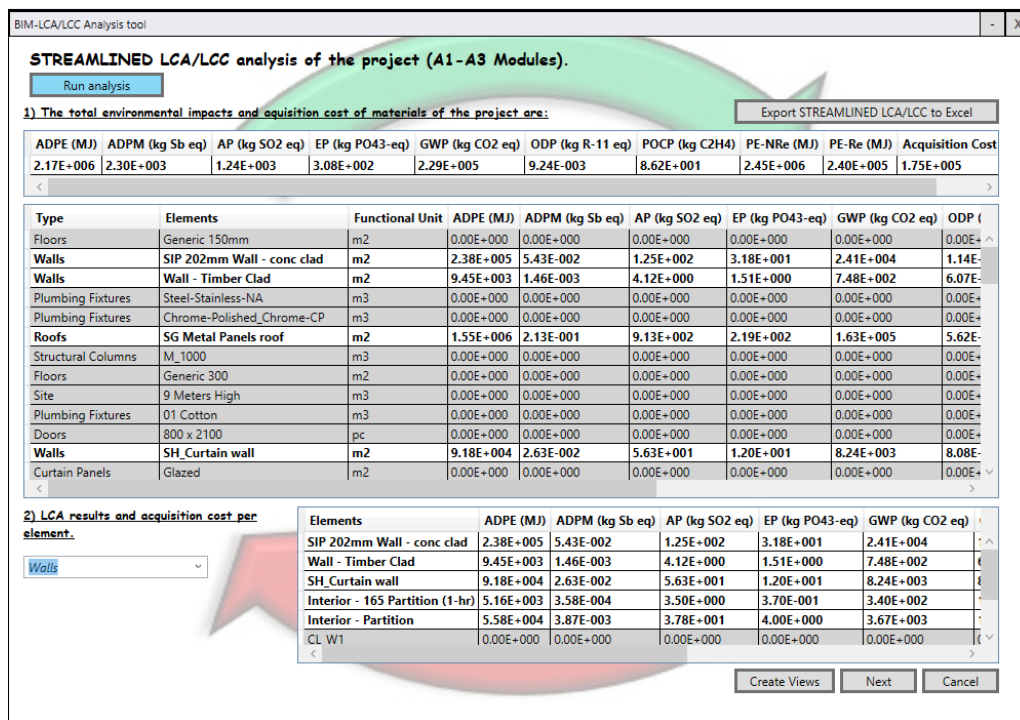 BIM-LCA/LCC Analysis tool - X
STREAMLINED LCA/LCC analysis of the project (A1-A3 Modules).
Run analysis
1) The total environmental impacts and aquisition cost of materials of the project are: Export STREAMLINED LCA/LCC to Excel
ADPE (MJ) ADPM (kg Sb eq) AP (kg SO2 eq) EP (kg PO43-eq) GWP (kg CO2 eq) ODP (kg R-11 eq) POCP (kg C2H4) PE-NRe (MJ) PE-Re (MJ) Acquisition Cost
2.17E+006 2.30E+003 1.24E+003 3.08E+002 2.29E+005 9.24E-003 8.62E+001 2.45E+006 2.40E+005 1.75E+005
Type Elements Functional Unit ADPE (MJ) ADPM (kg Sb eq) AP (kg SO2 eq) EP (kg PO43-eq) GWP (kg CO2 eq) ODP (
Floors Generic 150mm m2 0.00E+000 0.00E+000 0.00E+000 0.00E+000 0.00E+000 0.00E+
Walls SIP 202mm Wall - conc clad m2 2.38E+005 5.43E-002 1.25E+002 3.18E+001 2.41E+004 1.14E-
Walls Wall - Timber Clad m2 9.45E+003 1.46E-003 4.12E+000 1.51E+000 7.48E+002 6.07E-
Plumbing Fixtures Steel-Stainless-NA m3 0.00E+000 0.00E+000 0.00E+000 0.00E+000 0.00E+000 0.00E+
Plumbing Fixtures Chrome-Polished_Chrome-CP m3 0.00E+000 0.00E+000 0.00E+000 0.00E+000 0.00E+000 0.00E+
Roofs SG Metal Panels roof m2 1.55E+006 2.13E-001 9.13E+002 2.19E+002 1.63E+005 5.62E-
Structural Columns M_1000 m3 0.00E+000 0.00E+000 0.00E+000 0.00E+000 0.00E+000 0.00E+
Floors Generic 300 m2 0.00E+000 0.00E+000 0.00E+000 0.00E+000 0.00E+000 0.00E+
Site 9 Meters High m3 0.00E+000 0.00E+000 0.00E+000 0.00E+000 0.00E+000 0.00E+
Plumbing Fixtures 01 Cotton m3 0.00E+000 0.00E+000 0.00E+000 0.00E+000 0.00E+000 0.00E+
Doors 800 x 2100 pc 0.00E+000 0.00E+000 0.00E+000 0.00E+000 0.00E+000 0.00E+
Walls SH_Curtain wall m2 9.18E+004 2.63E-002 5.63E+001 1.20E+001 8.24E+003 8.08E-
Curtain Panels Glazed m2 0.00E+000 0.00E+000 0.00E+000 0.00E+000 0.00E+000 0.00E+
2) LCA results and acquisition cost per
element.
Walls
Elements ADPE (MJ) ADPM (kg Sb eq) AP (kg SO2 eq) EP (kg PO43-eq) GWP (kg CO2 eq)
SIP 202mm Wall - conc clad 2.38E+005 5.43E-002 1.25E+002 3.18E+001 2.41E+004
Wall - Timber Clad 9.45E+003 1.46E-003 4.12E+000 1.51E+000 7.48E+002
SH_Curtain wall 9.18E+004 2.63E-002 5.63E+001 1.20E+001 8.24E+003
Interior - 165 Partition (1-hr) 5.16E+003 3.58E-004 3.50E+000 3.70E-001 3.40E+002
Interior - Partition 5.58E+004 3.87E-003 3.78E+001 4.00E+000 3.67E+003
CL W1 0.00E+000 0.00E+000 0.00E+000 0.00E+000 0.00E+000
Create Views Next Cancel